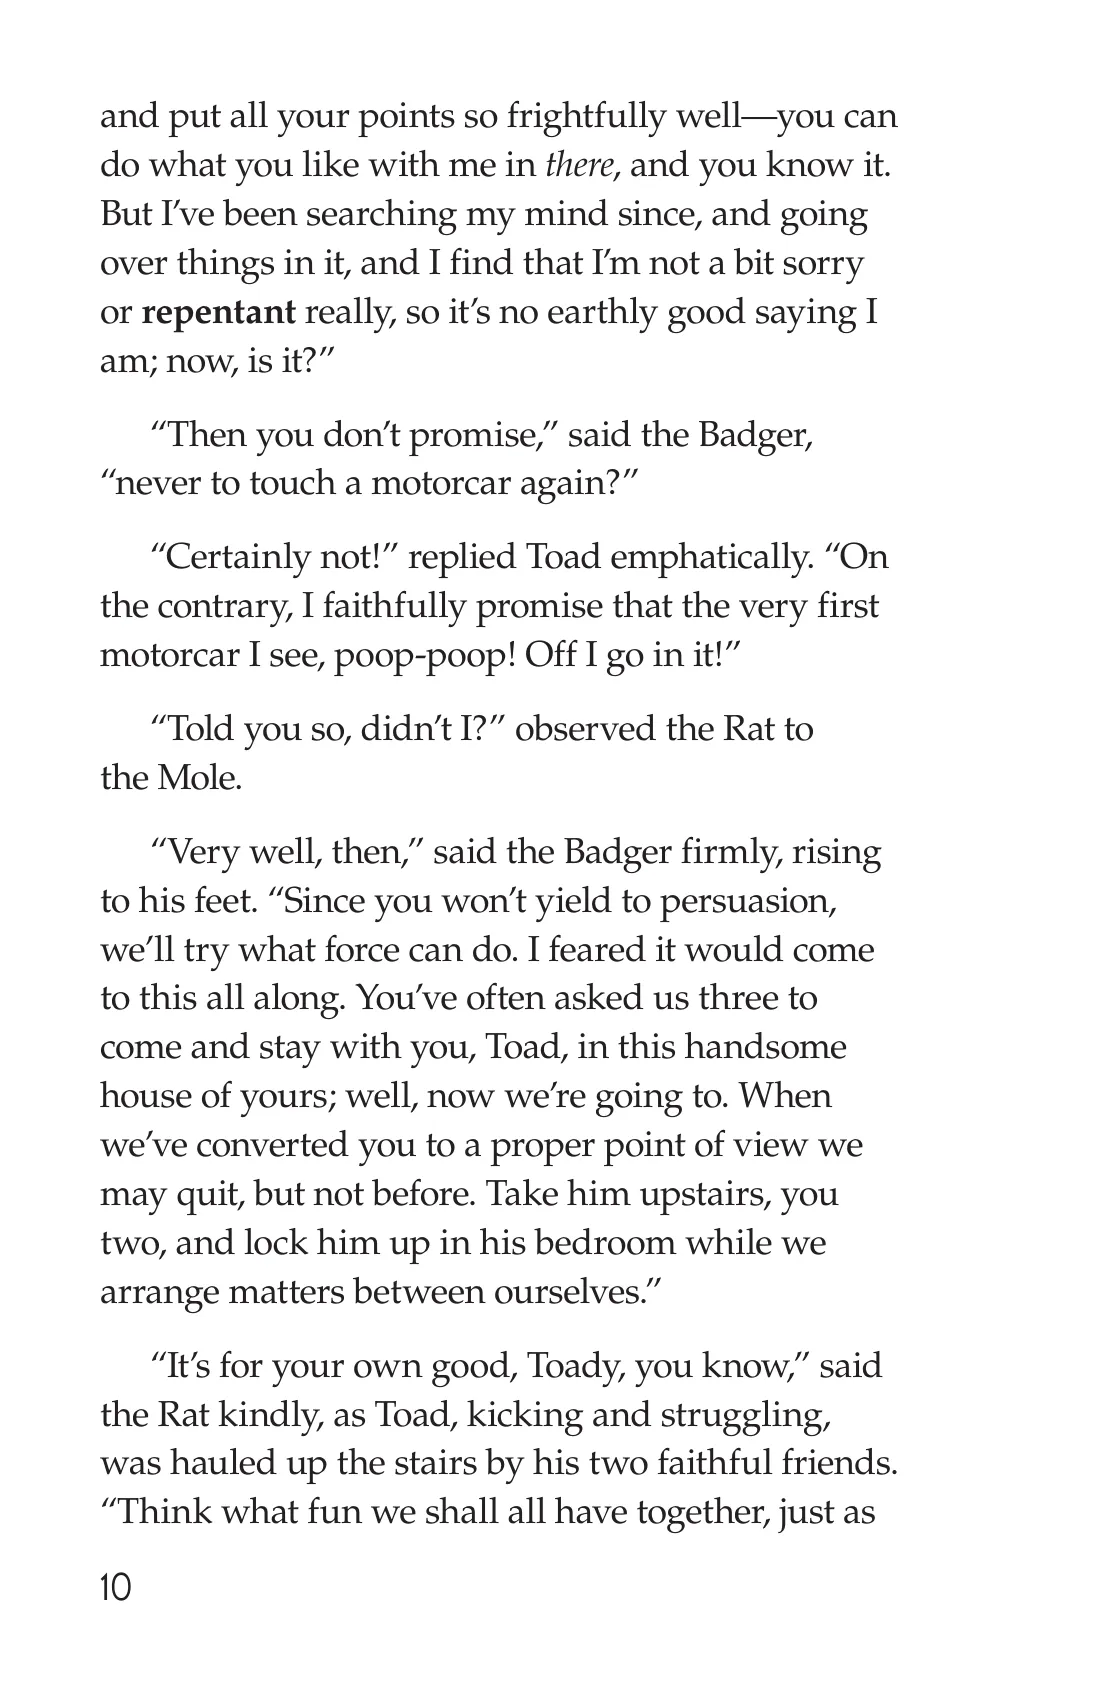 and put all your points so frightfully well—you can
do what you like with me in there, and you know it.
But I’ve been searching my mind since, and going
over things in it, and I find that I’m not a bit sorry
or repentant really, so it’s no earthly good saying I
am; now, is it?”
“Then you don’t promise,” said the Badger,
“never to touch a motorcar again?”
“Certainly not!” replied Toad emphatically. “On
the contrary, I faithfully promise that the very first
motorcar I see, poop-poop! Off I go in it!”
“Told you so, didn’t I?” observed the Rat to
the Mole.
“Very well, then,” said the Badger firmly, rising
to his feet. “Since you won’t yield to persuasion,
we’ll try what force can do. I feared it would come
to this all along. You’ve often asked us three to
come and stay with you, Toad, in this handsome
house of yours; well, now we’re going to. When
we’ve converted you to a proper point of view we
may quit, but not before. Take him upstairs, you
two, and lock him up in his bedroom while we
arrange matters between ourselves.”
“It’s for your own good, Toady, you know,” said
the Rat kindly, as Toad, kicking and struggling,
was hauled up the stairs by his two faithful friends.
“Think what fun we shall all have together, just as
10